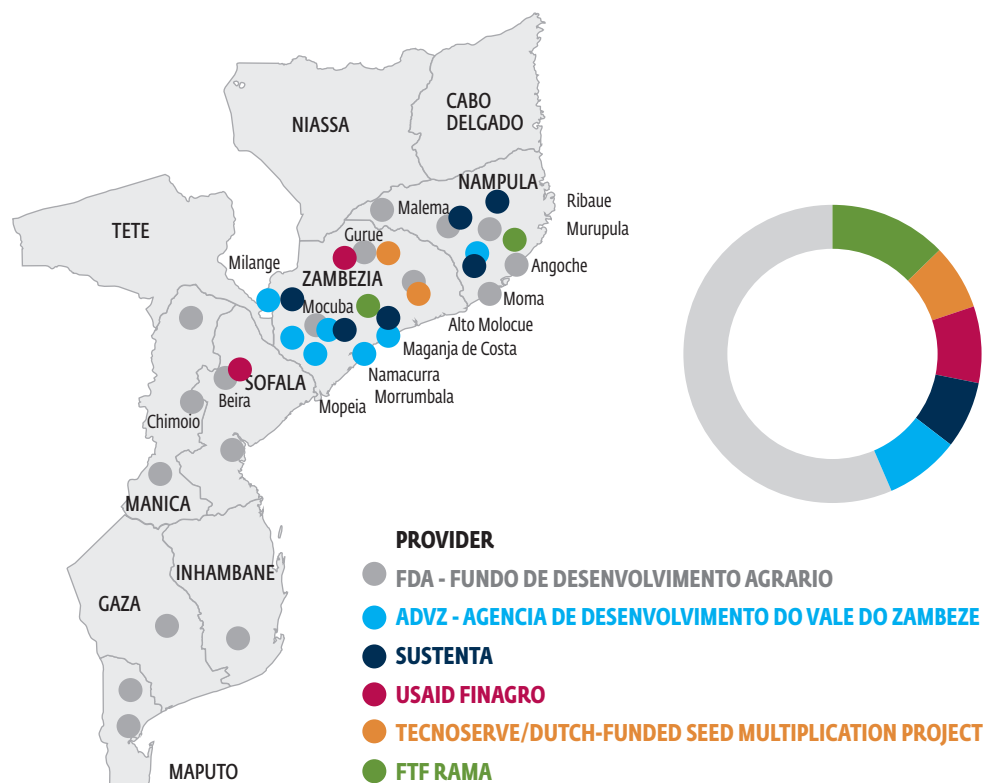 CABO
DELGADO
NIASSA
NAMPULA
Ribaue
Malema
Murupula
TETE
Gurue
Milange
Angoche
ZAMBEZIA
Mocuba
Moma
Alto Molocue
Maganja de Costa
Namacurra
SOFALA
Beira
Morrumbala
Mopeia
Chimoio
MANICA
INHAMBANE
GAZA
MAPUTO
PROVIDER
FDA - FUNDO DE DESENVOLVIMENTO AGRARIO
ADVZ - AGENCIA DE DESENVOLVIMENTO DO VALE DO ZAMBEZE
SUSTENTA
USAID FINAGRO
TECNOSERVE/DUTCH-FUNDED SEED MULTIPLICATION PROJECT
FTF RAMA